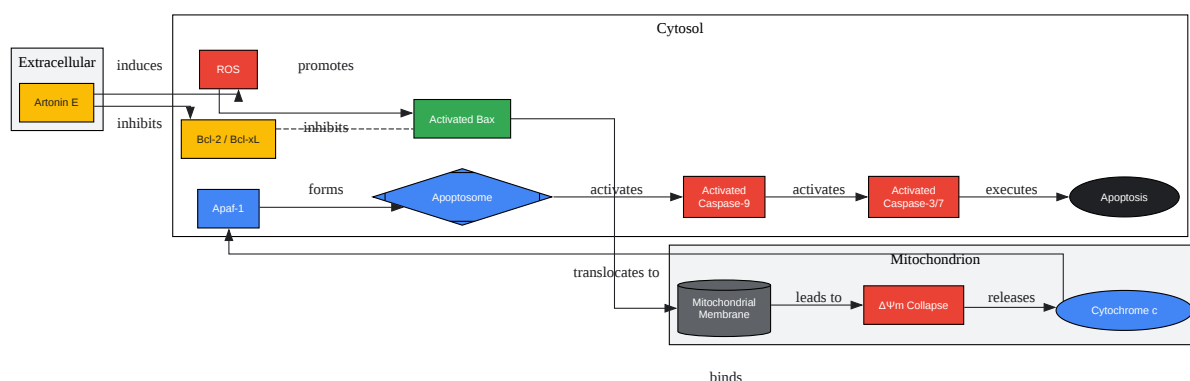 Cytosol
Extracellular
induces
ROS
promotes
Artonin E
inhibits
Bcl-2 / Bcl-xL
inhibits
Activated Bax
Apaf-1
forms
Apoptosome
activates
Activated
Caspase-9
activates
Activated
Caspase-3/7
executes
Apoptosis
Mitochondrion
translocates to
Mitochondrial
Membrane
leads to
ΔΨm Collapse
releases
Cytochrome c
binds